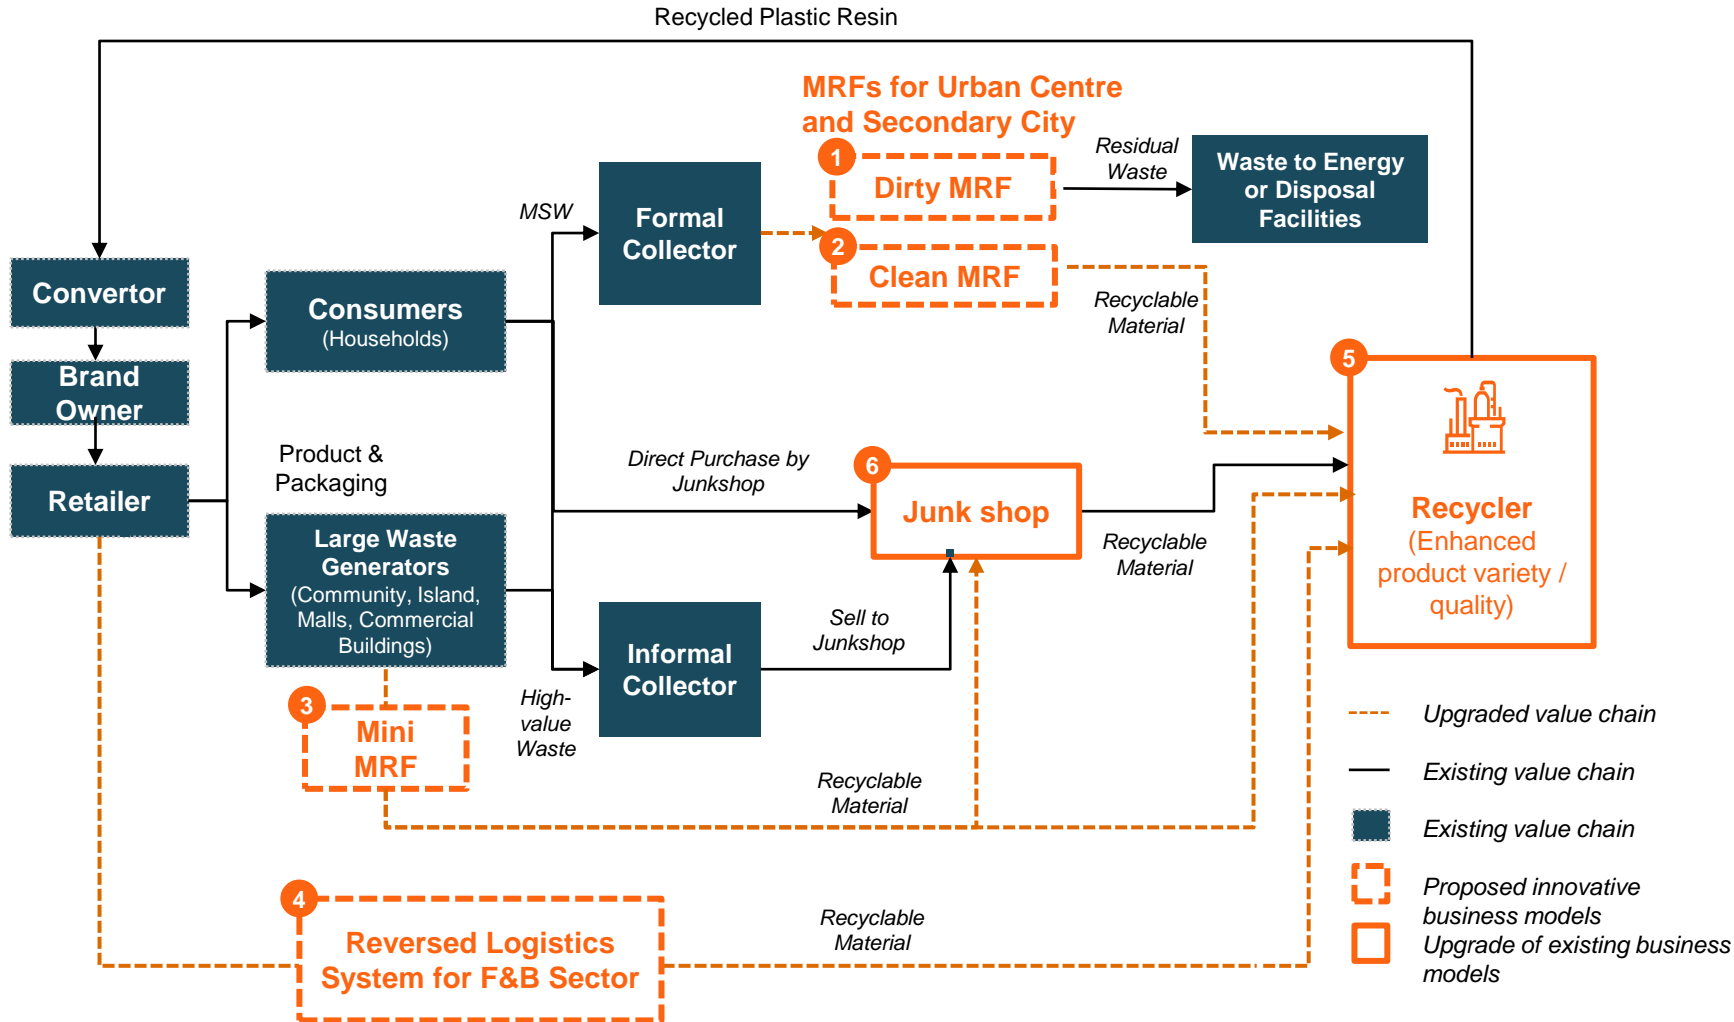 Recycled Plastic Resin
MRFs for Urban Centre
and Secondary City
1
Dirty MRF
Residual
Waste
Waste to Energy
or Disposal
Facilities
MSW
Formal
Collector
2
Clean MRF
Recyclable
Material
Convertor
Brand
Owner
Retailer
Consumers
(Households)
Product &
Packaging
Large Waste
Generators
(Community, Island,
Malls, Commercial
Buildings)
Direct Purchase by
Junkshop
6
Junk shop
Recyclable
Material
5
Recycler
(Enhanced
product variety /
quality)
Informal
Collector
Sell to
Junkshop
High-
value
Waste
3
Mini
MRF
Recyclable
Material
4
Reversed Logistics
System for F&B Sector
Recyclable
Material
Upgraded value chain
Existing value chain
Existing value chain
Proposed innovative
business models
Upgrade of existing business
models